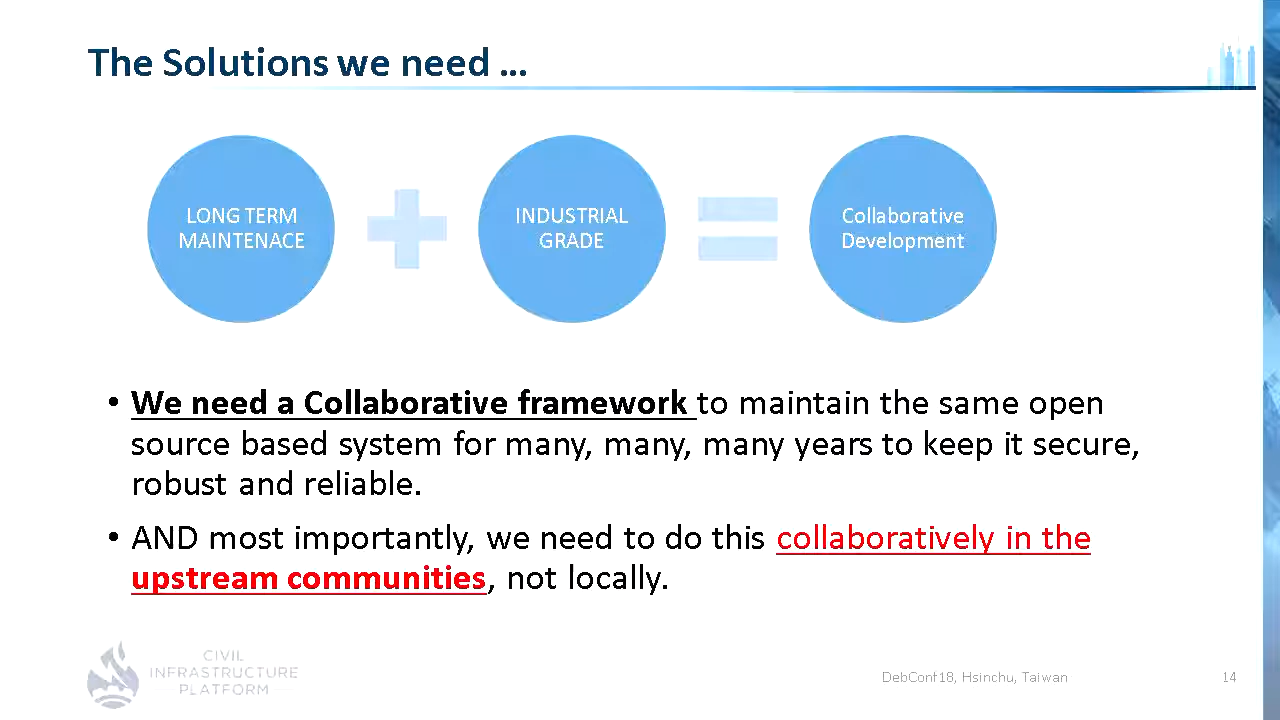 The Solutions we need …
LONG TERM
MAINTENACE
INDUSTRIAL
GRADE
Collaborative
Development
• We need a Collaborative framework to maintain the same open
source based system for many, many, many years to keep it secure,
robust and reliable.
• AND most importantly, we need to do this collaboratively in the
upstream communities, not locally.
CIVIL
INFRASTRUCTURE
PLATFORM
DebConf18, Hsinchu, Taiwan
14